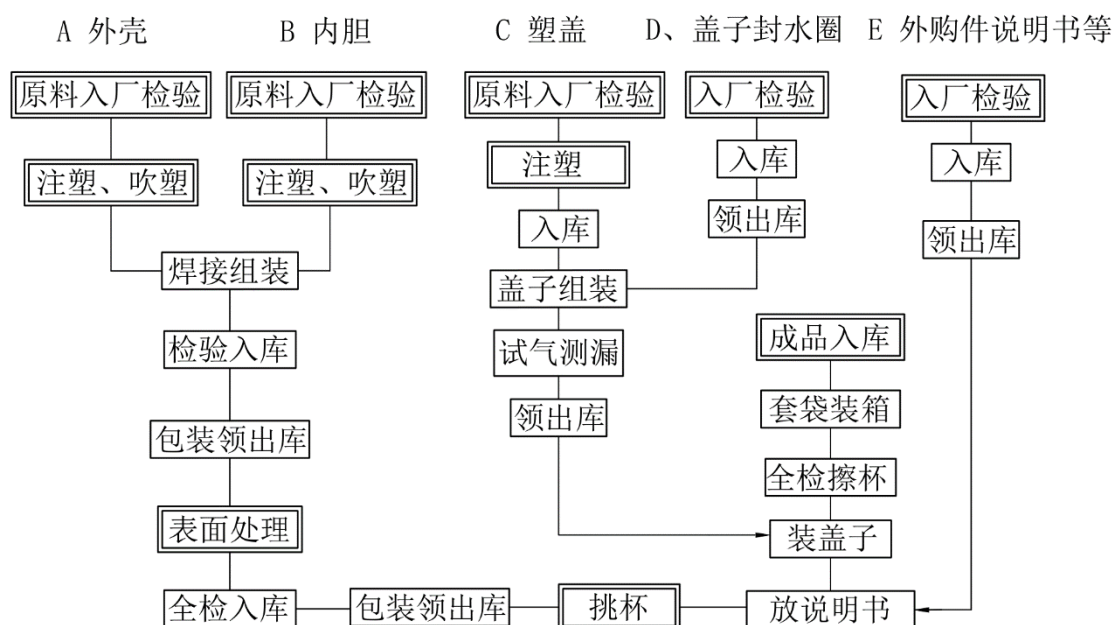 A 外壳
B 内胆
C 塑盖
D、盖子封水圈
E 外购件说明书等
原料入厂检验
原料入厂检验
原料入厂检验
入厂检验
入厂检验
注塑、吹塑
注塑、吹塑
注塑
入库
入库
入库
领出库
领出库
焊接组装
盖子组装
检验入库
试气测漏
成品入库
包装领出库
领出库
套袋装箱
全检擦杯
表面处理
装盖子
全检入库
包装领出库
挑杯
放说明书